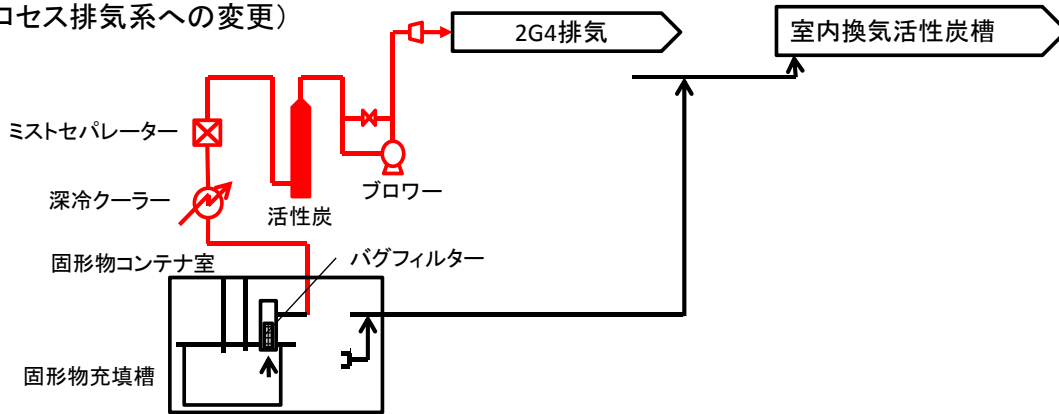 ロセス排気系への変更）
2G4排気
室内換気活性炭槽
ミストセパレーター
深冷クーラー
活性炭
ブロワー
固形物コンテナ室
バグフィルター
固形物充填槽